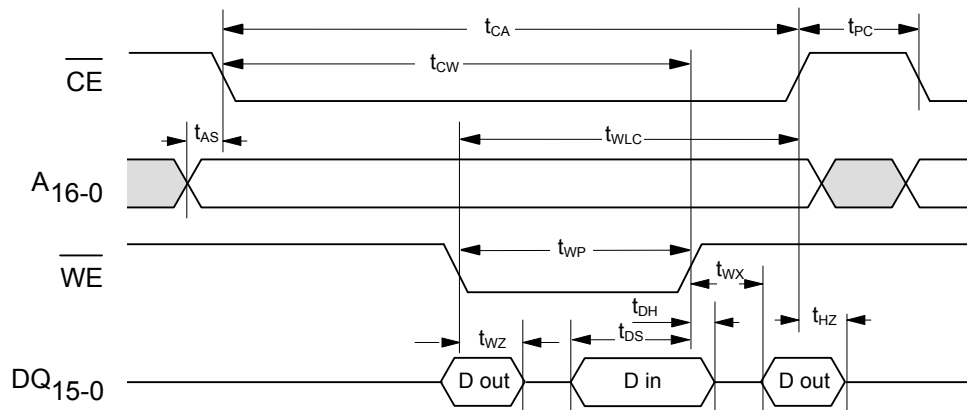 tCA
tPC
CE
tCW
tAS
tWLC
A16-0
WE
tWP
tWX
tDH
tHZ
tWZ
tDS
DQ15-0
D out
D in
D out